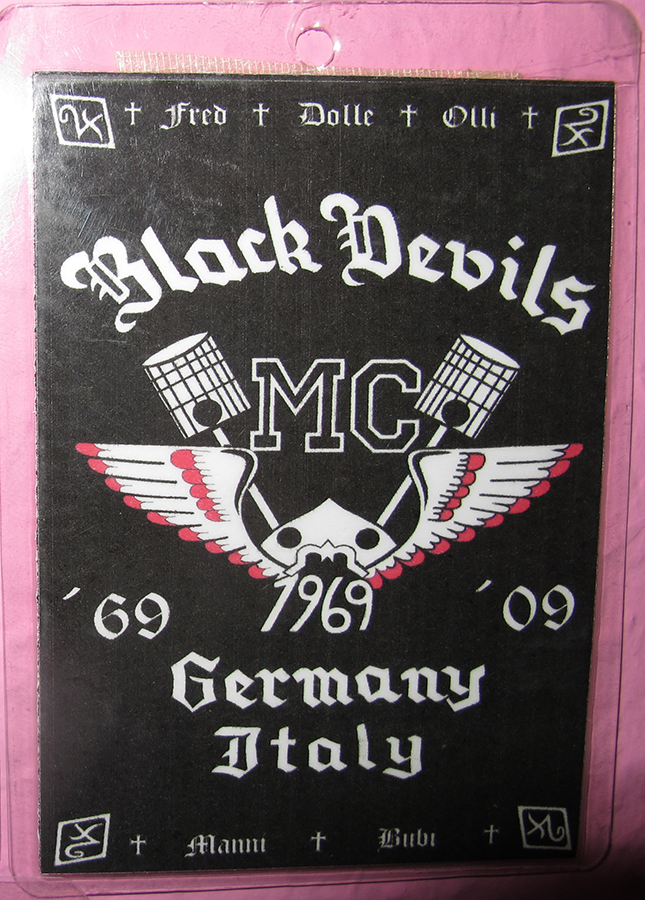 † Fred † Dolle † Olli †
Black Devils
MC
1969
´69 ´09
Germany
Italy
† Manni † Bubi †